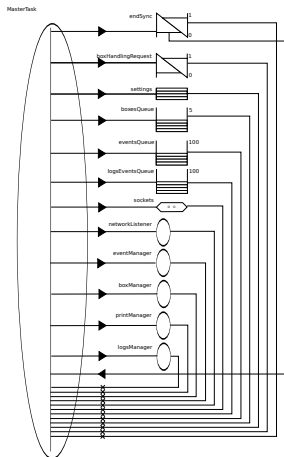 MasterTask
endSync
1
0
boxHandlingRequest
1
0
settings
boxesQueue
5
eventsQueue
100
logsEventsQueue
100
sockets
networkListener
eventManager
boxManager
printManager
logsManager